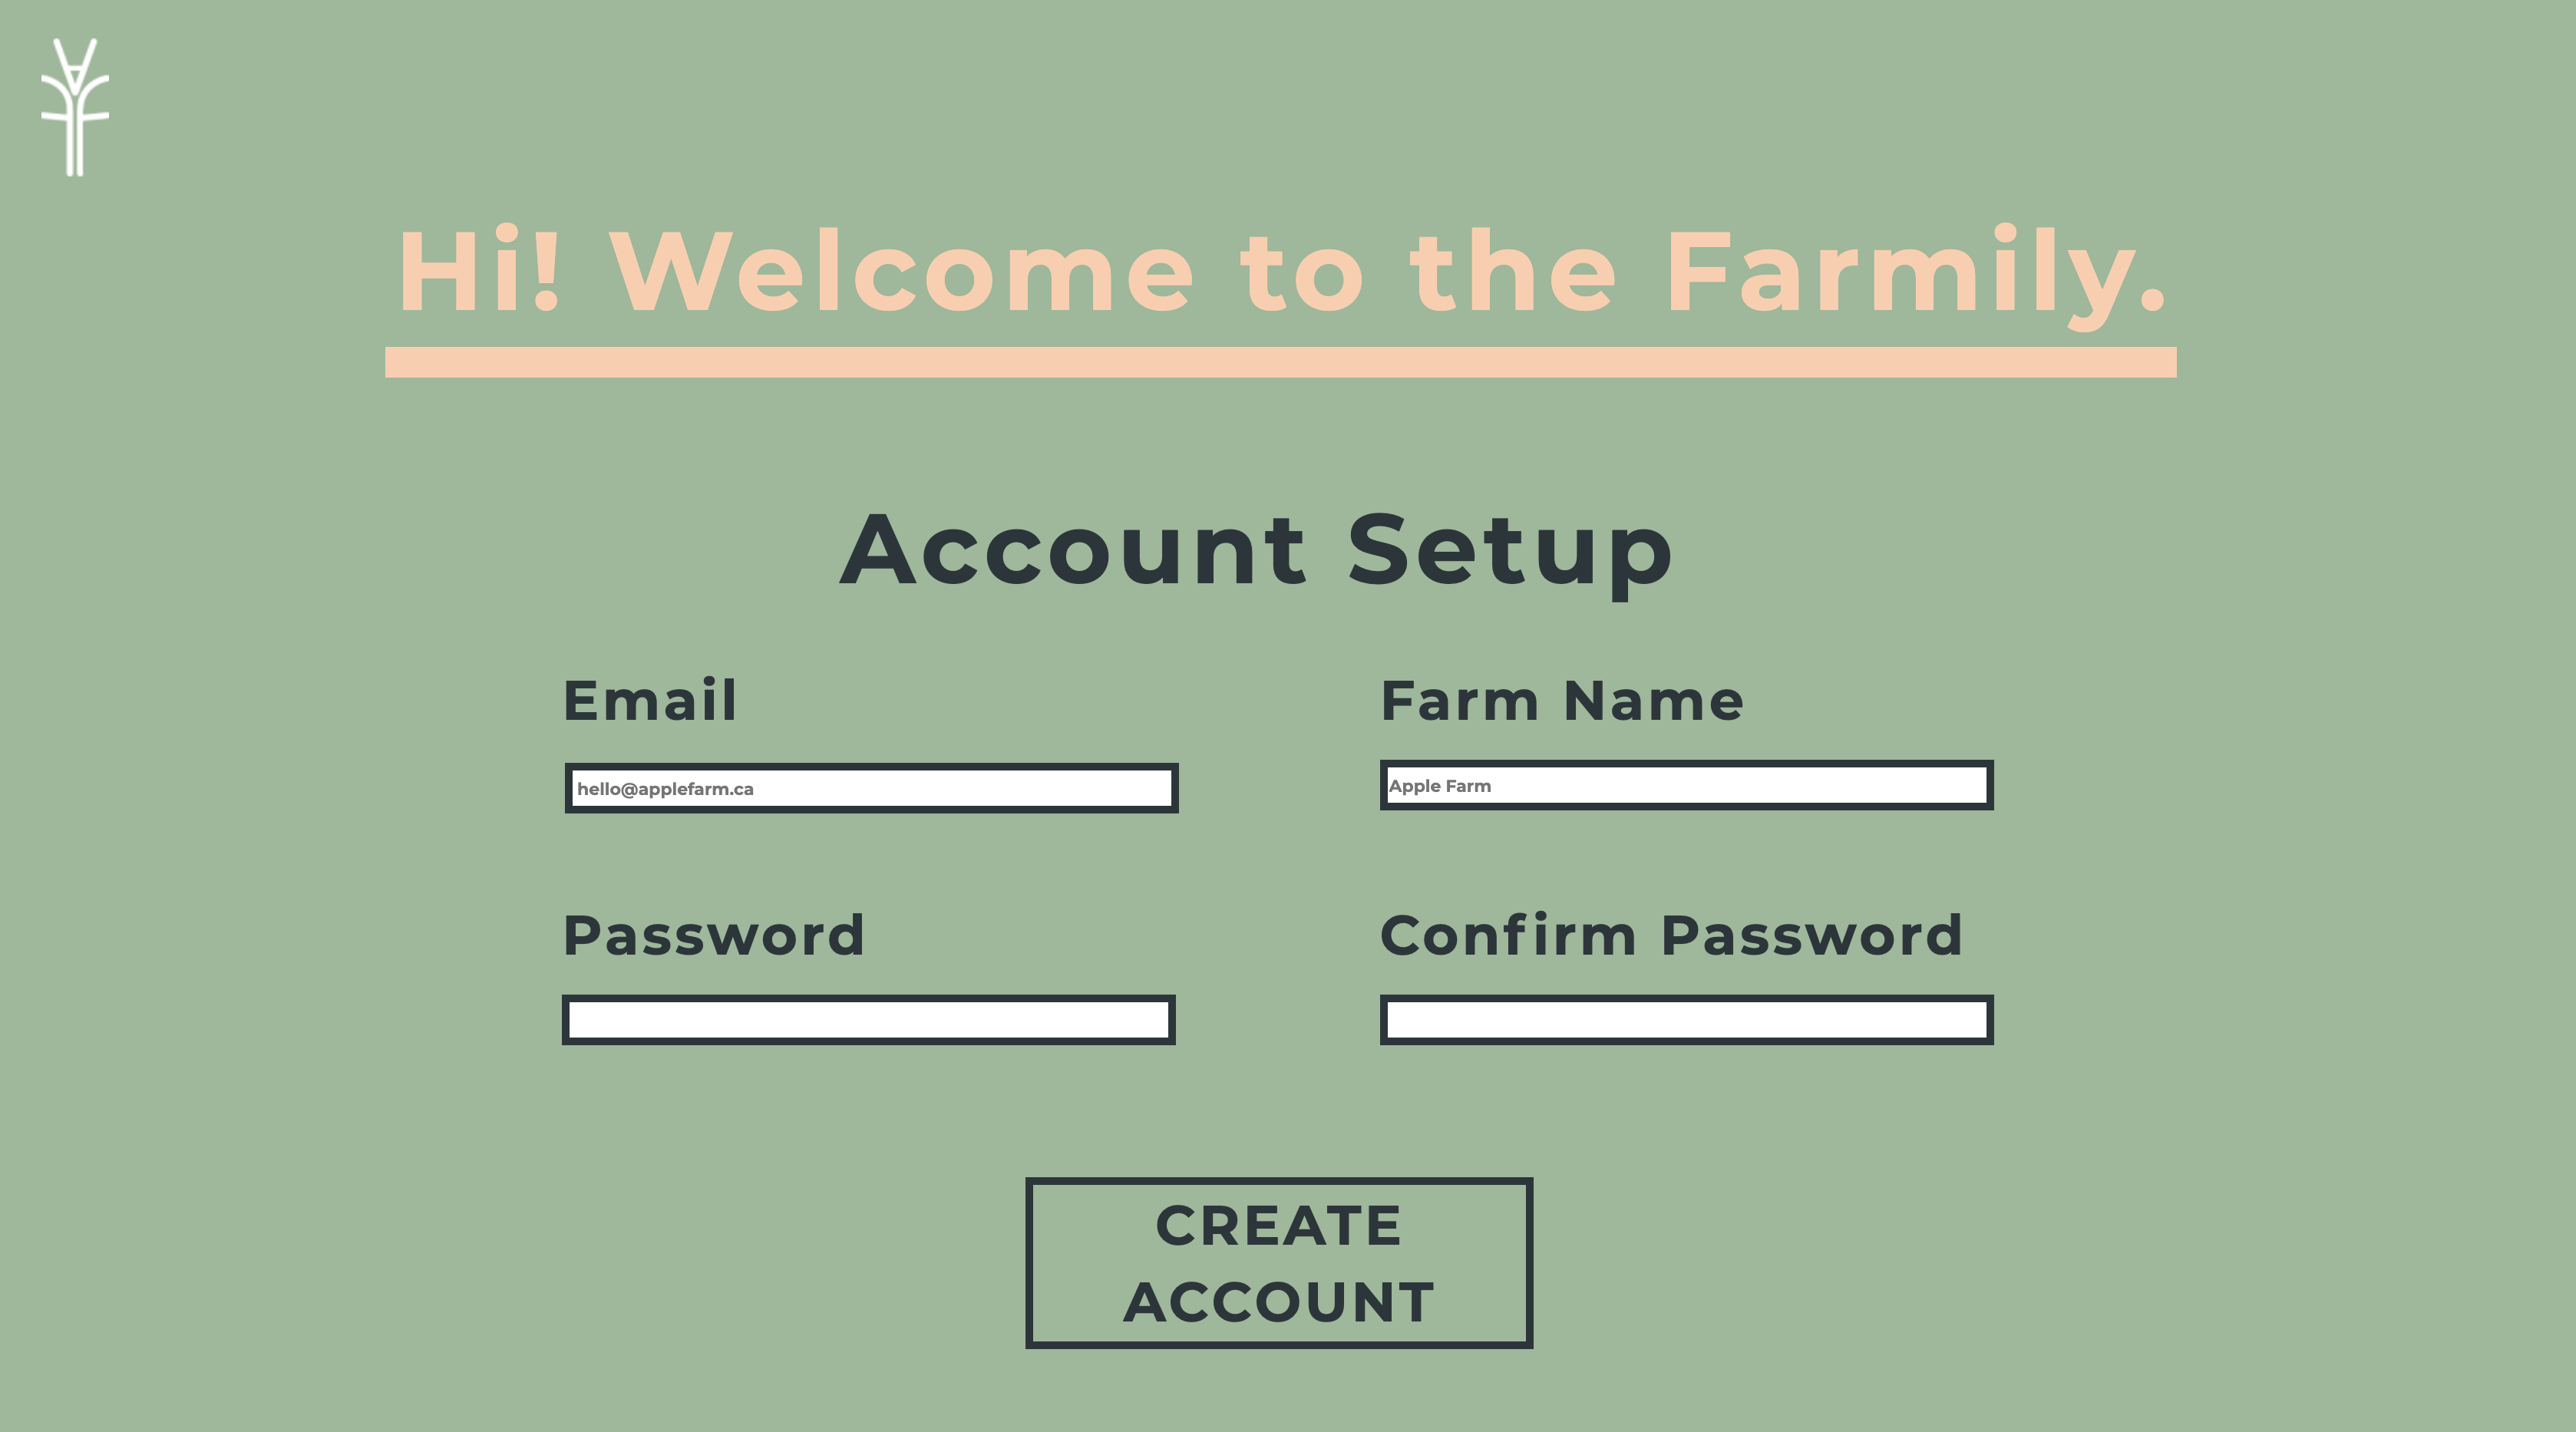 Hi! Welcome to the Farmily.
Account Setup
Email
Farm Name
hello@applefarm.ca
Apple Farm
Password
Confirm Password
CREATE
ACCOUNT